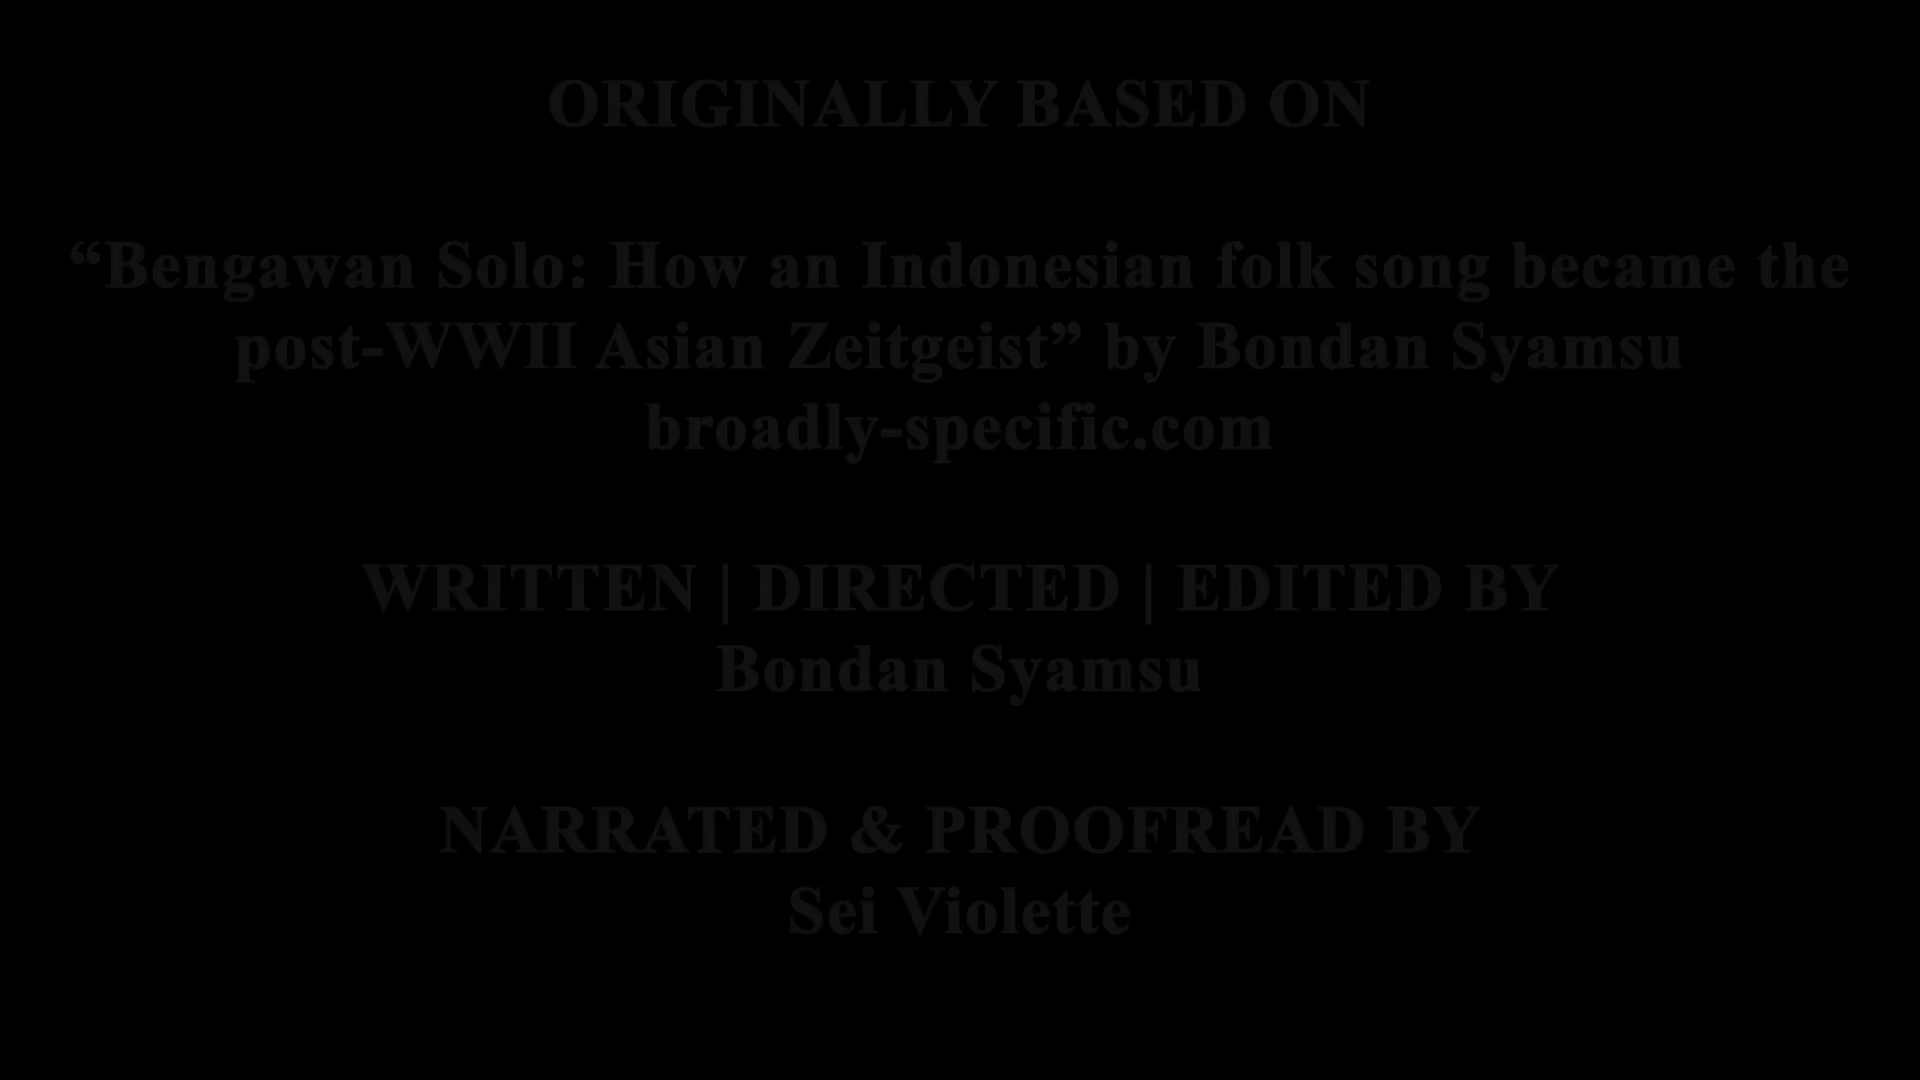 ORIGINALLY BASED ON
“Bengawan Solo: How an Indonesian folk song became the
post-WWII Asian Zeitgeist” by Bondan Syamsu
broadly-specific.com
WRITTEN | DIRECTED | EDITED BY
Bondan Syamsu
NARRATED & PROOFREAD BY
Sei Violette